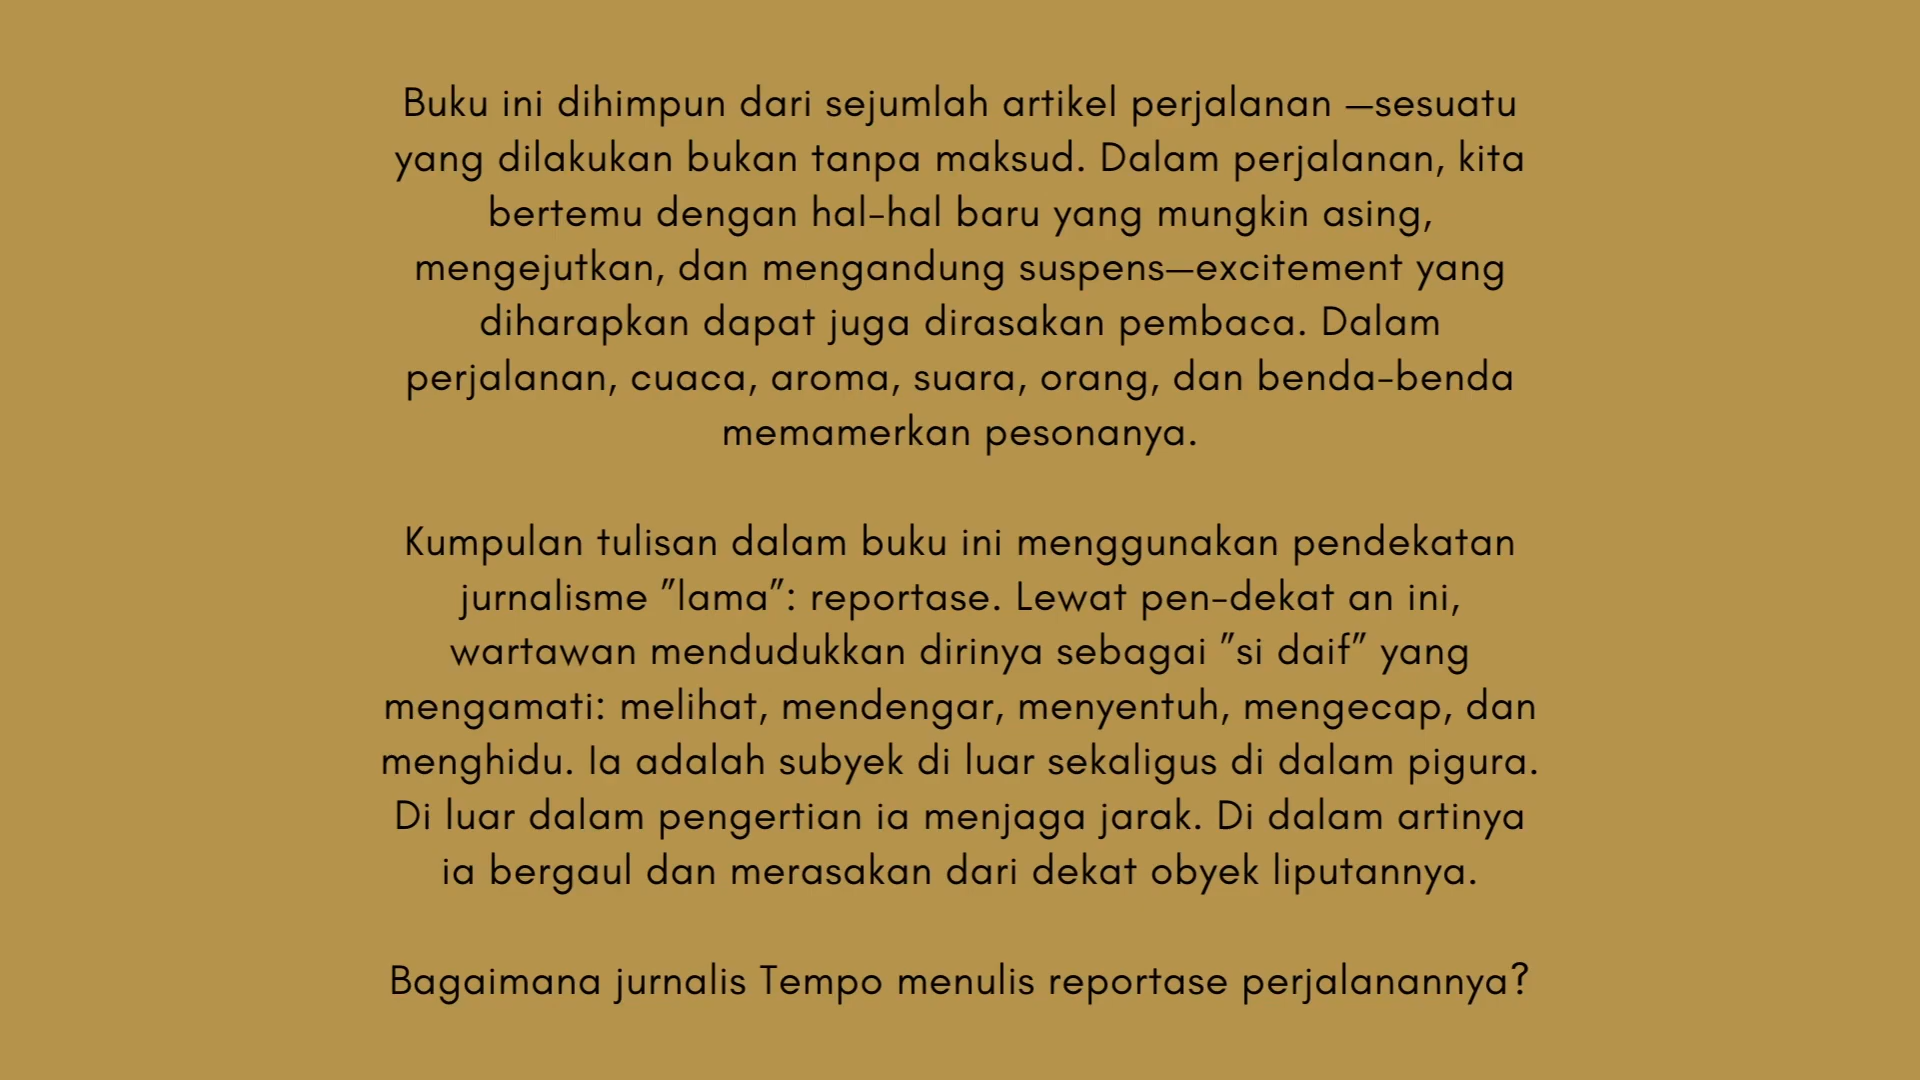 Buku ini dihimpun dari sejumlah artikel perjalanan —sesuatu
yang dilakukan bukan tanpa maksud. Dalam perjalanan, kita
bertemu dengan hal-hal baru yang mungkin asing,
mengejutkan, dan mengandung suspens—excitement yang
diharapkan dapat juga dirasakan pembaca. Dalam
perjalanan, cuaca, aroma, suara, orang, dan benda-benda
memamerkan pesonanya.
Kumpulan tulisan dalam buku ini menggunakan pendekatan
jurnalisme ”lama”: reportase. Lewat pen-dekat an ini,
wartawan mendudukkan dirinya sebagai ”si daif” yang
mengamati: melihat, mendengar, menyentuh, mengecap, dan
menghidu. Ia adalah subyek di luar sekaligus di dalam pigura.
Di luar dalam pengertian ia menjaga jarak. Di dalam artinya
ia bergaul dan merasakan dari dekat obyek liputannya.
Bagaimana jurnalis Tempo menulis reportase perjalanannya?